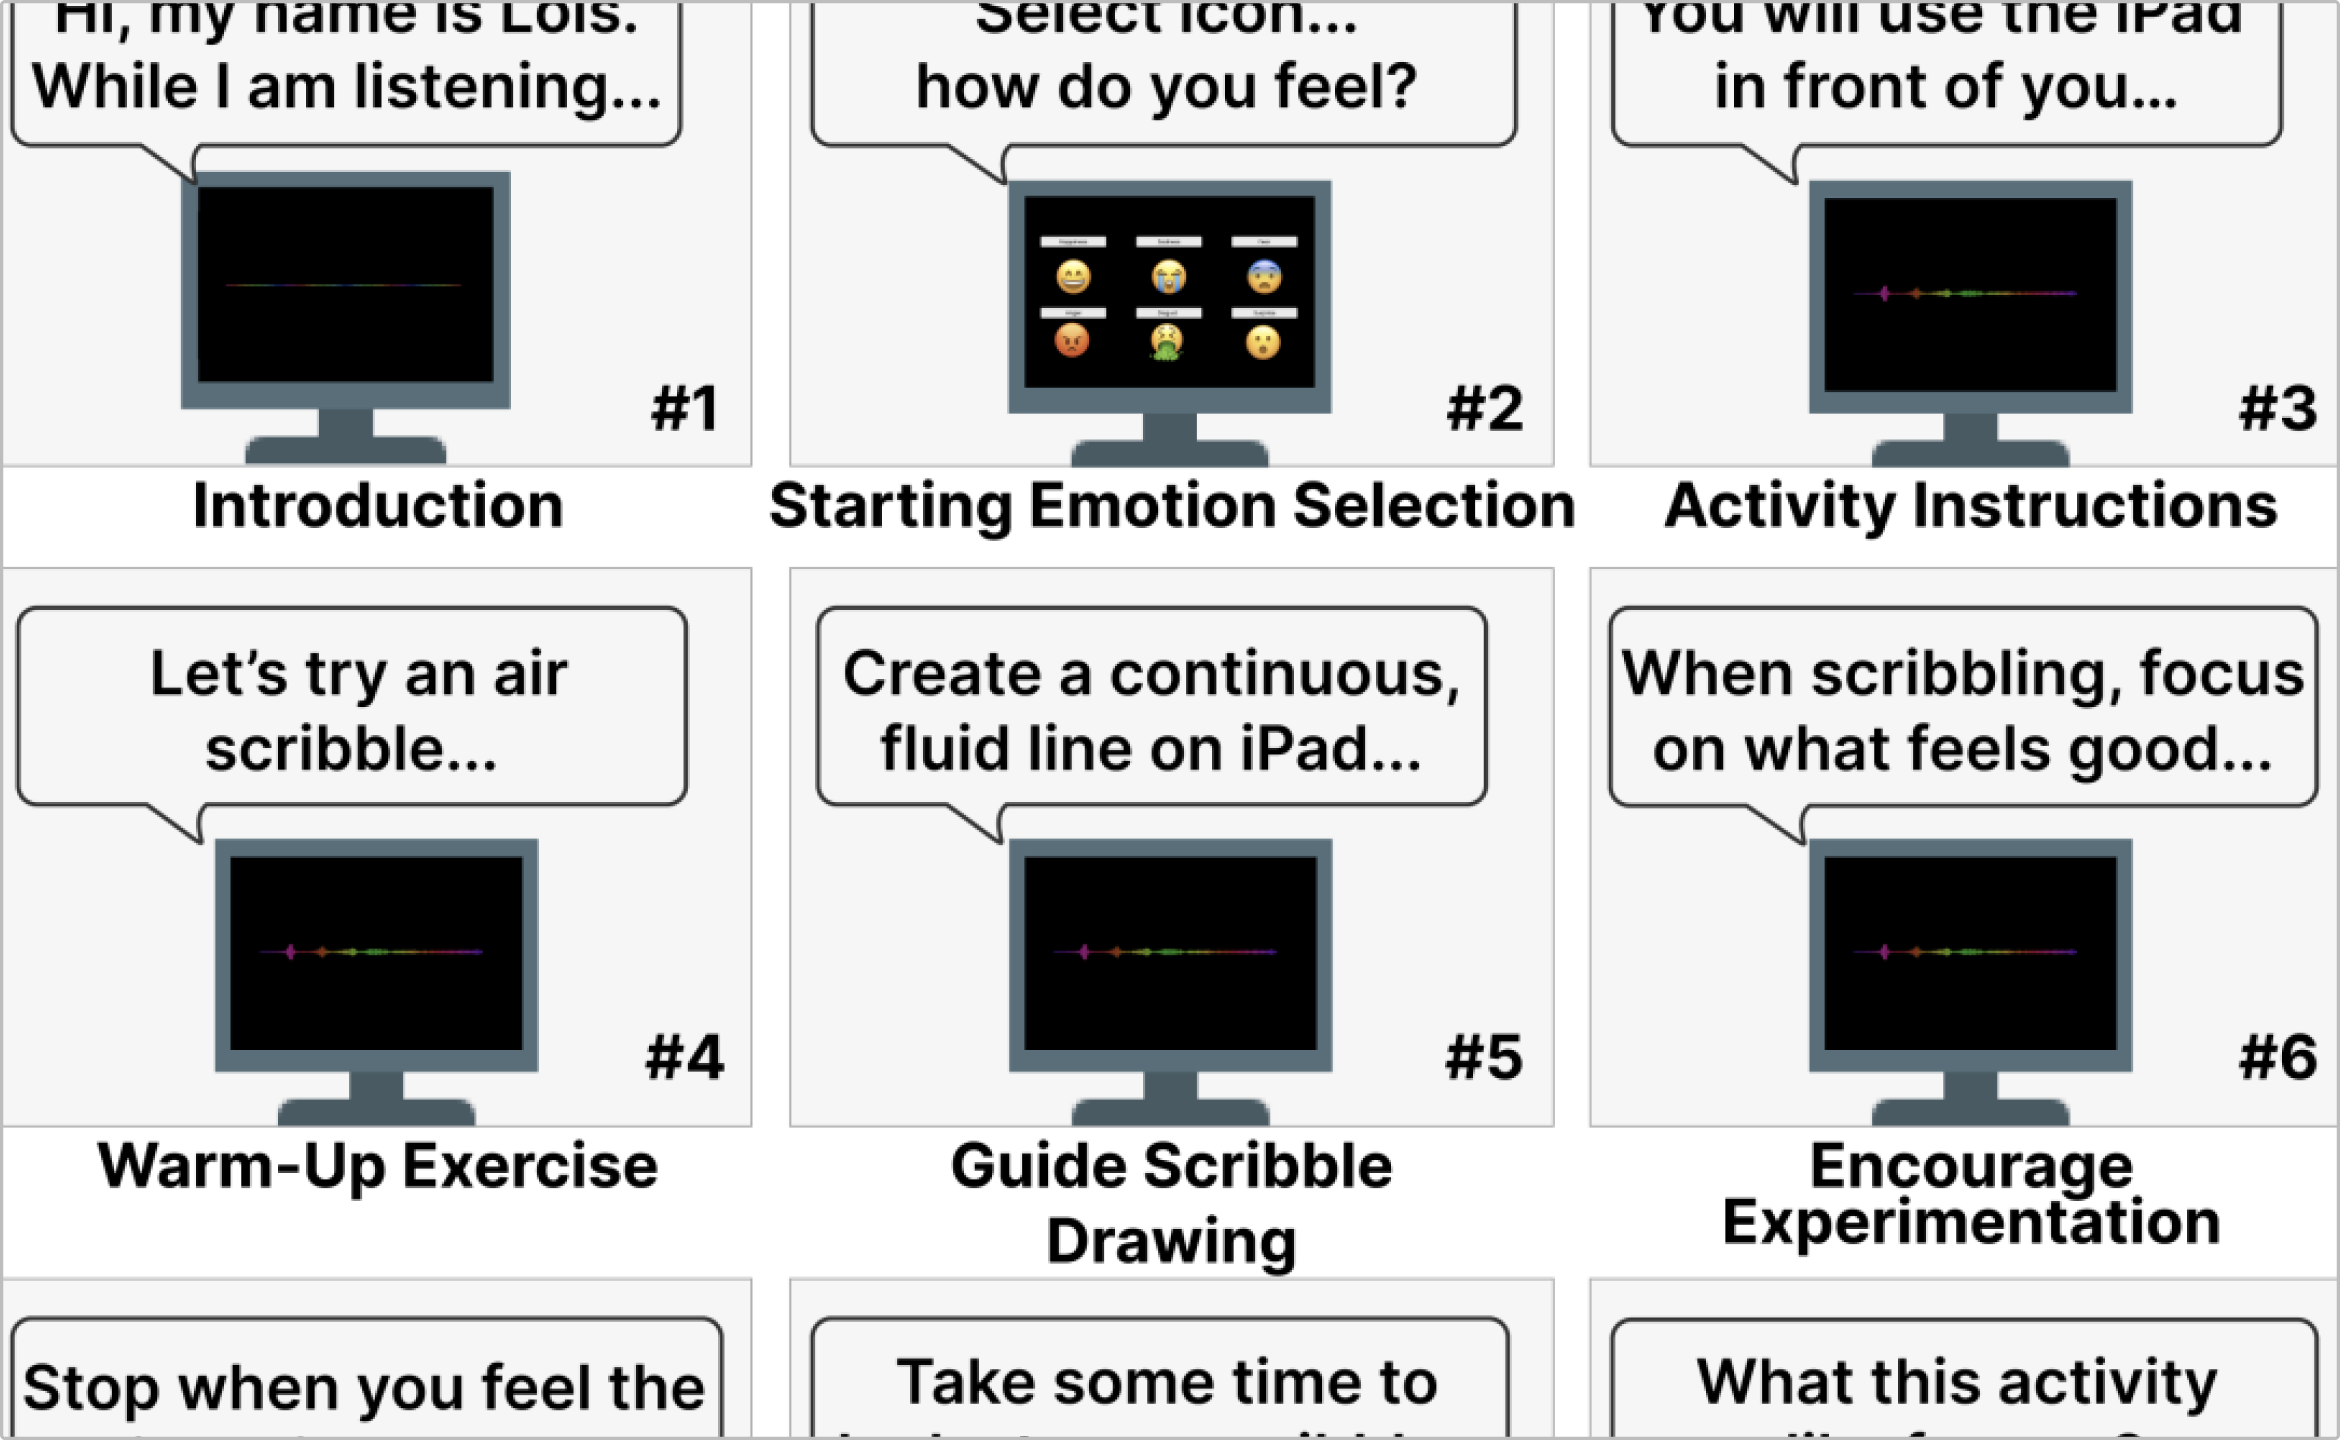 Hi, my name is Lois.
While I am listening...
#1
Introduction
Select icon...
how do you feel?
#2
Starting Emotion Selection
You will use the iPad
in front of you...
#3
Activity Instructions
Let’s try an air
scribble...
#4
Warm-Up Exercise
Create a continuous,
fluid line on iPad...
#5
Guide Scribble
Drawing
When scribbling, focus
on what feels good...
#6
Encourage
Experimentation
Stop when you feel the
Take some time to
What this activity